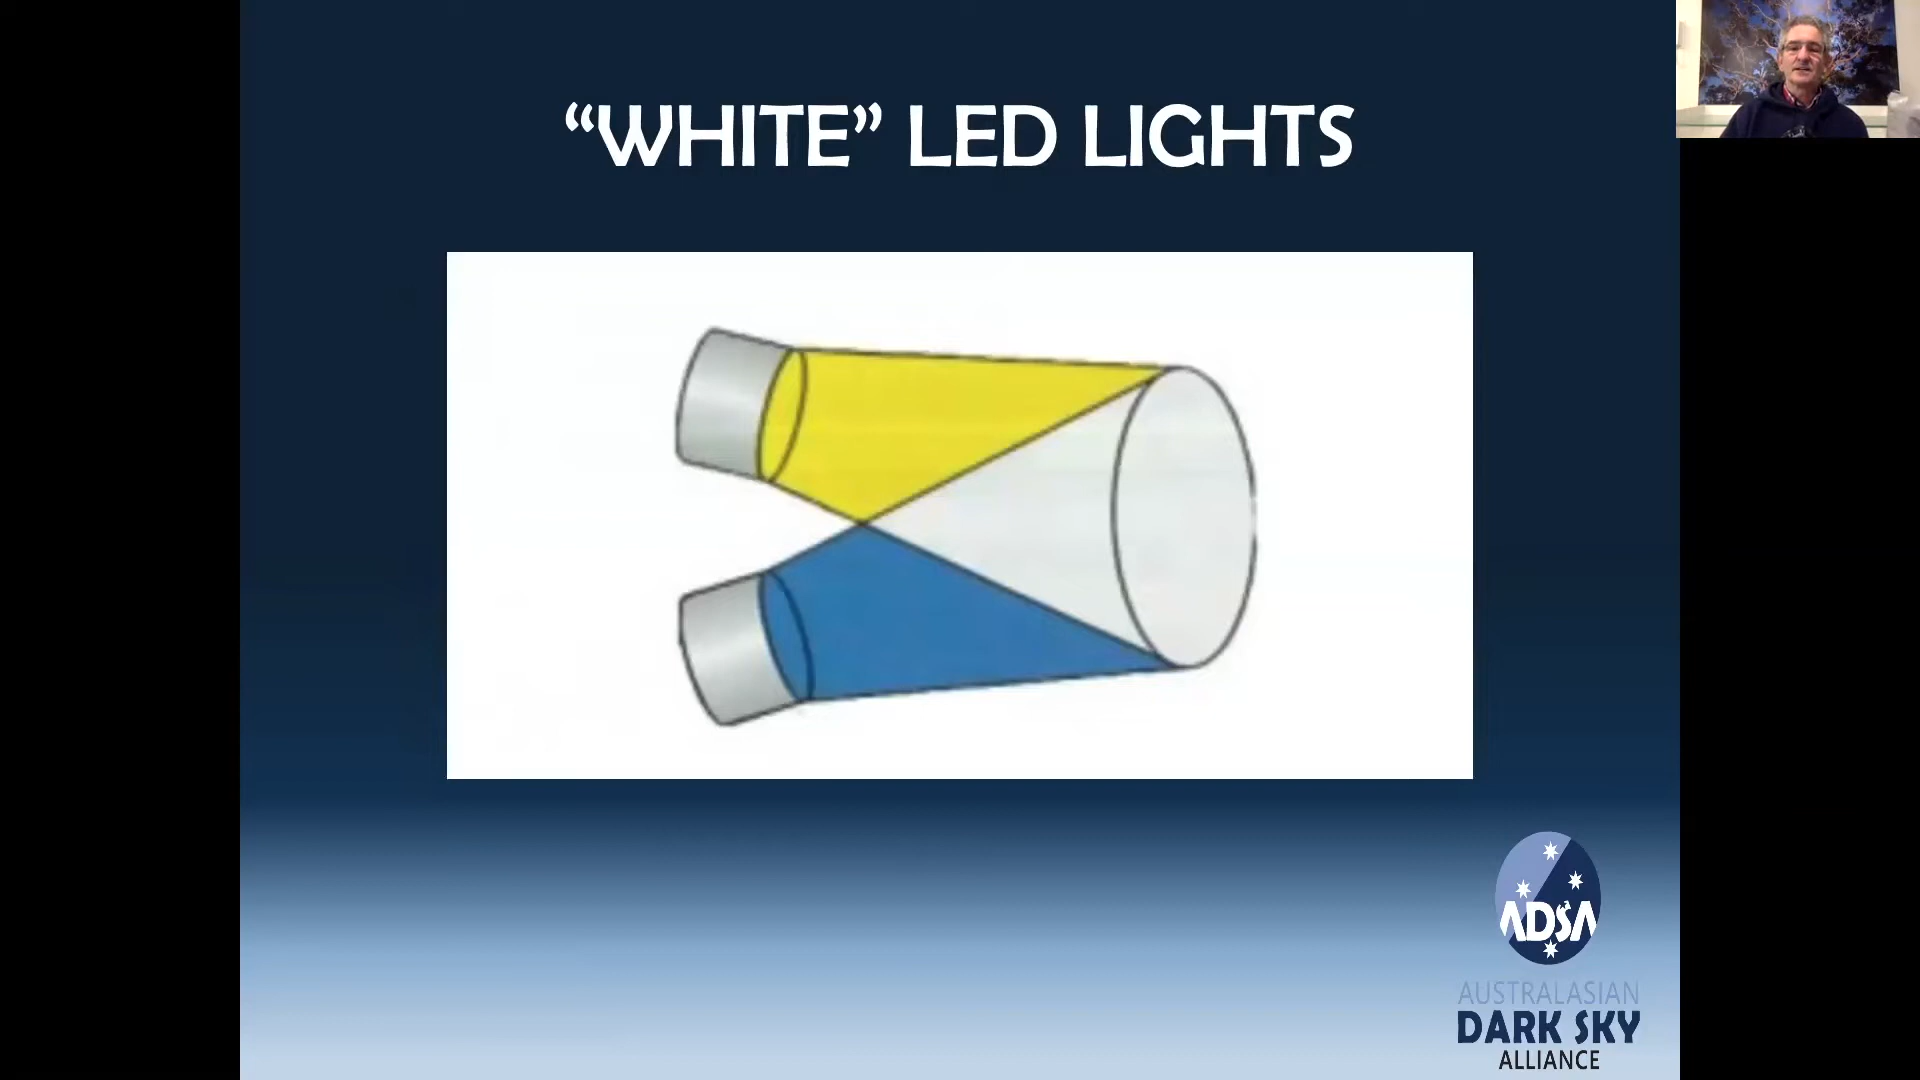 “WHITE” LED LIGHTS
ADSA
AUSTRALASIAN
DARK SKY
ALLIANCE